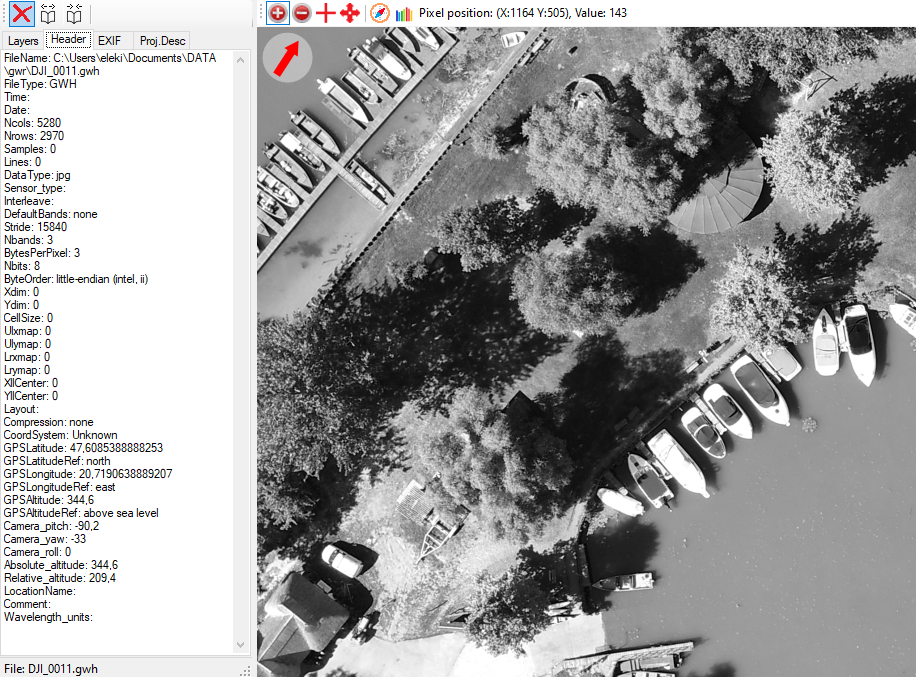 Pixel position: (X:1164 Y:505), Value: 143
Layers Header EXIF Proj.Desc
FileName: C:\Users\eleki\Documents\DATA
\gwr\DJI_0011.gwh
FileType: GWH
Time:
Date:
Ncols: 5280
Nrows: 2970
Samples: 0
Lines: 0
DataType: jpg
Sensor_type:
Interleave:
DefaultBands: none
Stride: 15840
Nbands: 3
BytesPerPixel: 3
Nbits: 8
ByteOrder: little-endian (intel, ii)
Xdim: 0
Ydim: 0
CellSize: 0
Ulxmap: 0
Ulymap: 0
Lrxmap: 0
Lrymap: 0
XllCenter: 0
YllCenter: 0
Layout:
Compression: none
CoordSystem: Unknown
GPSLatitude: 47,6085388888253
GPSLatitudeRef: north
GPSLongitude: 20,7190638889207
GPSLongitudeRef: east
GPSAltitude: 344,6
GPSAltitudeRef: above sea level
Camera_pitch: -90,2
Camera_yaw: -33
Camera_roll: 0
Absolute_altitude: 344,6
Relative_altitude: 209,4
LocationName:
Comment:
Wavelength_units:
File: DJI_0011.gwh